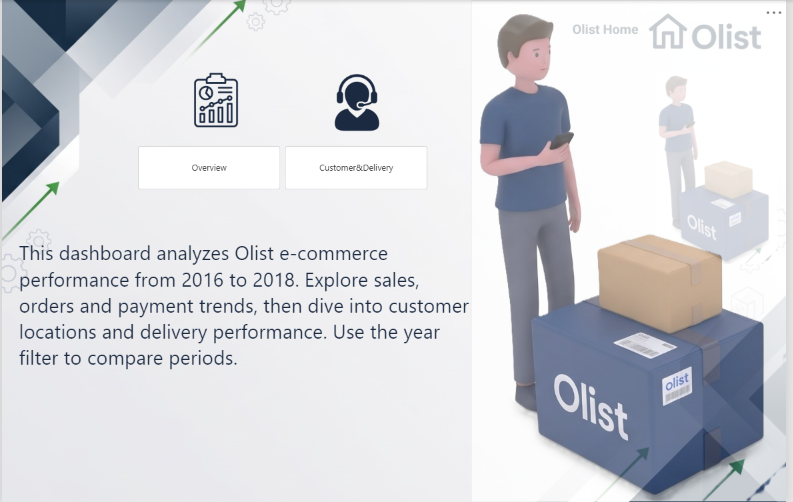 Olist Home
Olist
Overview
Customer&Delivery
Olist
This dashboard analyzes Olist e-commerce
performance from 2016 to 2018. Explore sales,
orders and payment trends, then dive into customer
locations and delivery performance. Use the year
filter to compare periods.
olist
Olist